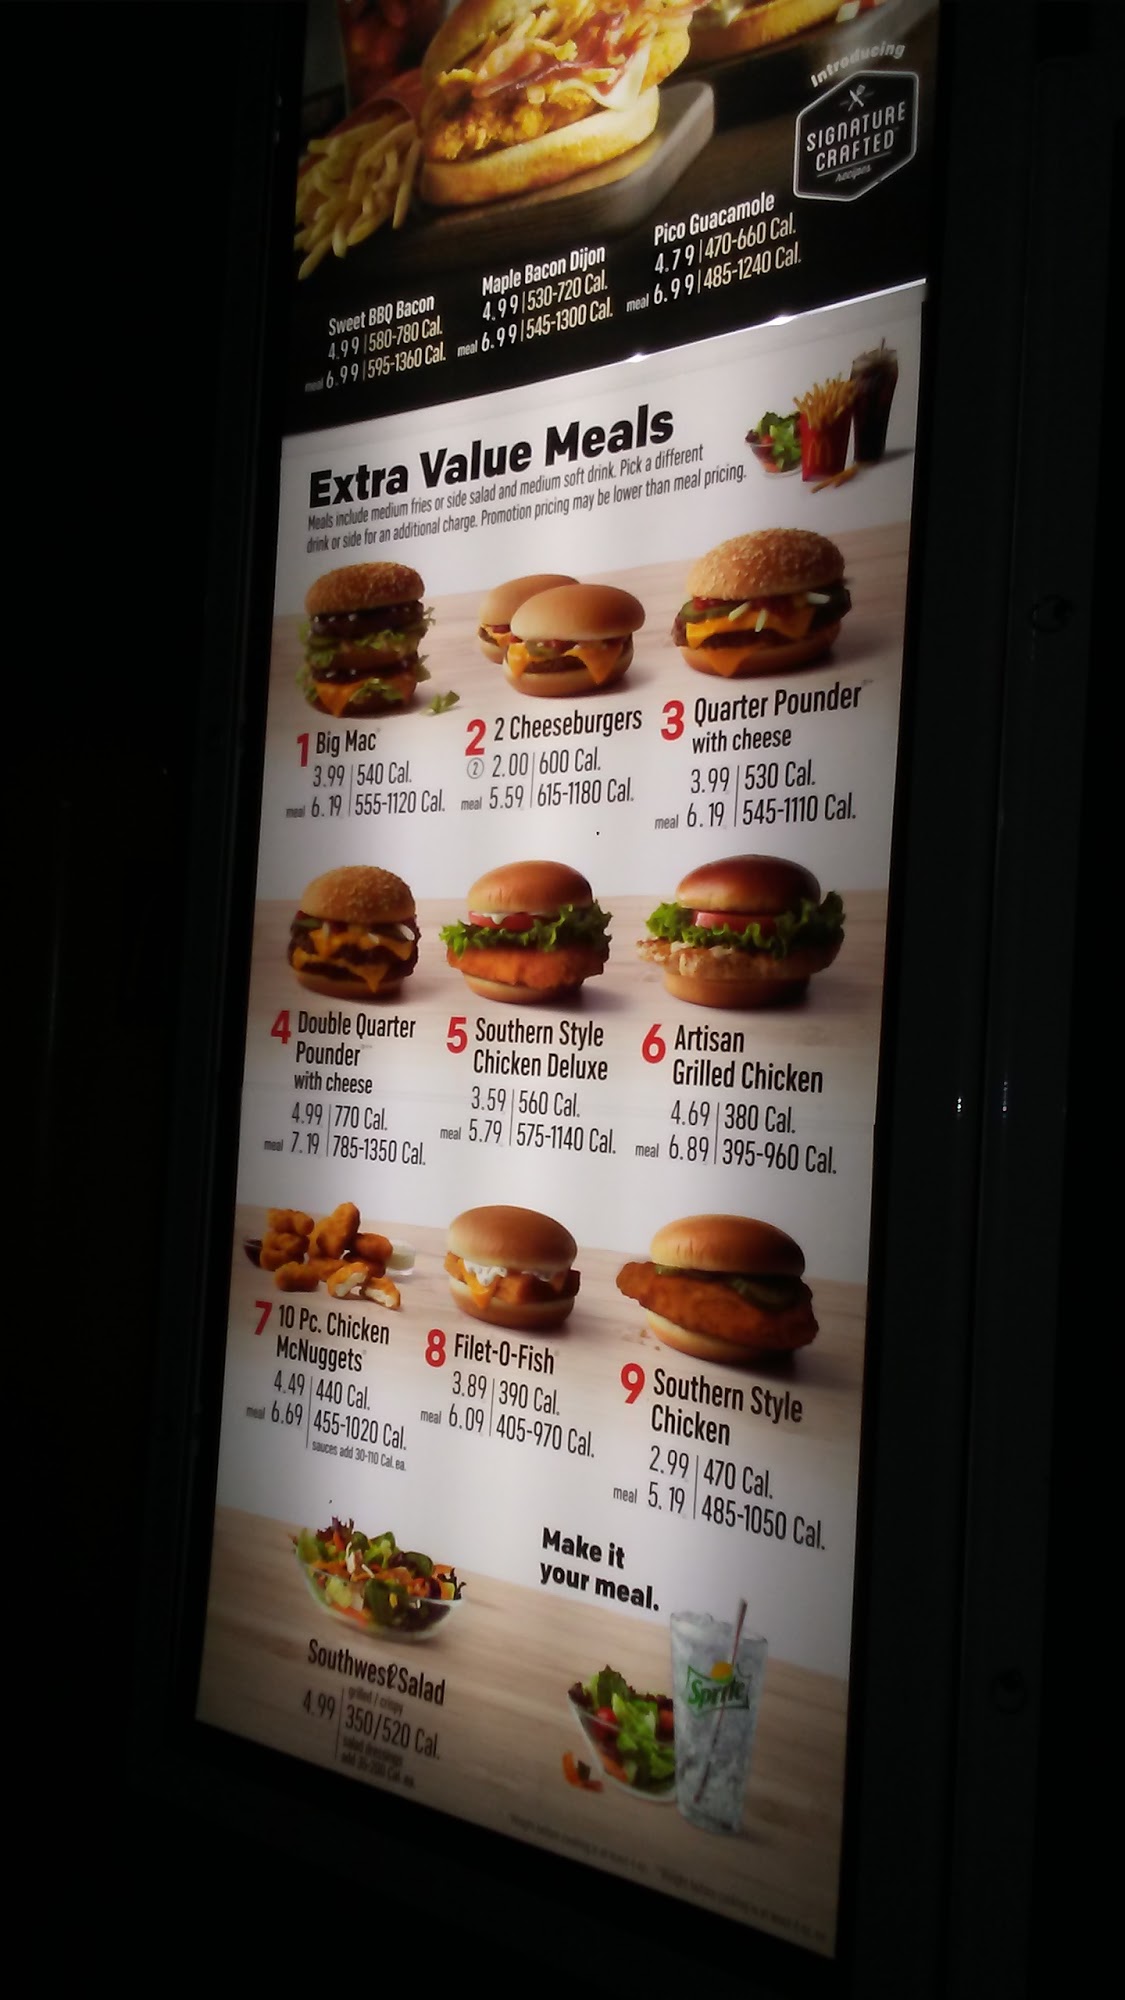 Introducing
SIGNATURE
CRAFTED
recipes
Sweet BBQ Bacon
4.99 | 580-780 Cal.
meal 6.99 | 595-1360 Cal.
Maple Bacon Dijon
4.99 | 530-720 Cal.
meal 6.99 | 545-1300 Cal.
Pico Guacamole
4.79 | 470-660 Cal.
meal 6.99 | 485-1240 Cal.
Extra Value Meals
Meals include medium fries or side salad and medium soft drink. Pick a different
drink or side for an additional charge. Promotion pricing may be lower than meal pricing.
1 Big Mac
3.99 | 540 Cal.
meal 6.19 | 555-1120 Cal.
2 2 Cheeseburgers
② 2.00 | 600 Cal.
meal 5.59 | 615-1180 Cal.
3 Quarter Pounder
with cheese
3.99 | 530 Cal.
meal 6.19 | 545-1110 Cal.
4 Double Quarter
Pounder
with cheese
4.99 | 770 Cal.
meal 7.19 | 785-1350 Cal.
5 Southern Style
Chicken Deluxe
3.59 | 560 Cal.
meal 5.79 | 575-1140 Cal.
6 Artisan
Grilled Chicken
4.69 | 380 Cal.
meal 6.89 | 395-960 Cal.
7 10 Pc. Chicken
McNuggets
4.49 | 440 Cal.
meal 6.69 | 455-1020 Cal.
sauces add 30-110 Cal. ea.
8 Filet-O-Fish
3.89 | 390 Cal.
meal 6.09 | 405-970 Cal.
9 Southern Style
Chicken
2.99 | 470 Cal.
meal 5.19 | 485-1050 Cal.
Make it
your meal.
Sprite
Southwest Salad
grilled / crispy
4.99 | 350/520 Cal.
salad dressings